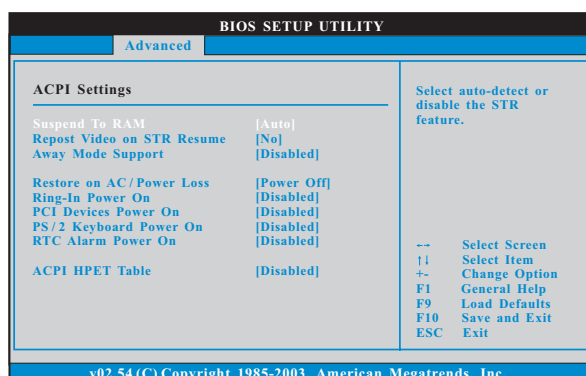 BIOS SETUP UTILITY
Advanced
ACPI Settings
Suspend To RAM [Auto]
Repost Video on STR Resume [No]
Away Mode Support [Disabled]
Restore on AC / Power Loss [Power Off]
Ring-In Power On [Disabled]
PCI Devices Power On [Disabled]
PS / 2 Keyboard Power On [Disabled]
RTC Alarm Power On [Disabled]
ACPI HPET Table [Disabled]
Select auto-detect or
disable the STR
feature.
←→ Select Screen
↑↓ Select Item
+- Change Option
F1 General Help
F9 Load Defaults
F10 Save and Exit
ESC Exit
v02.54 (C) Copyright 1985-2003, American Megatrends, Inc.